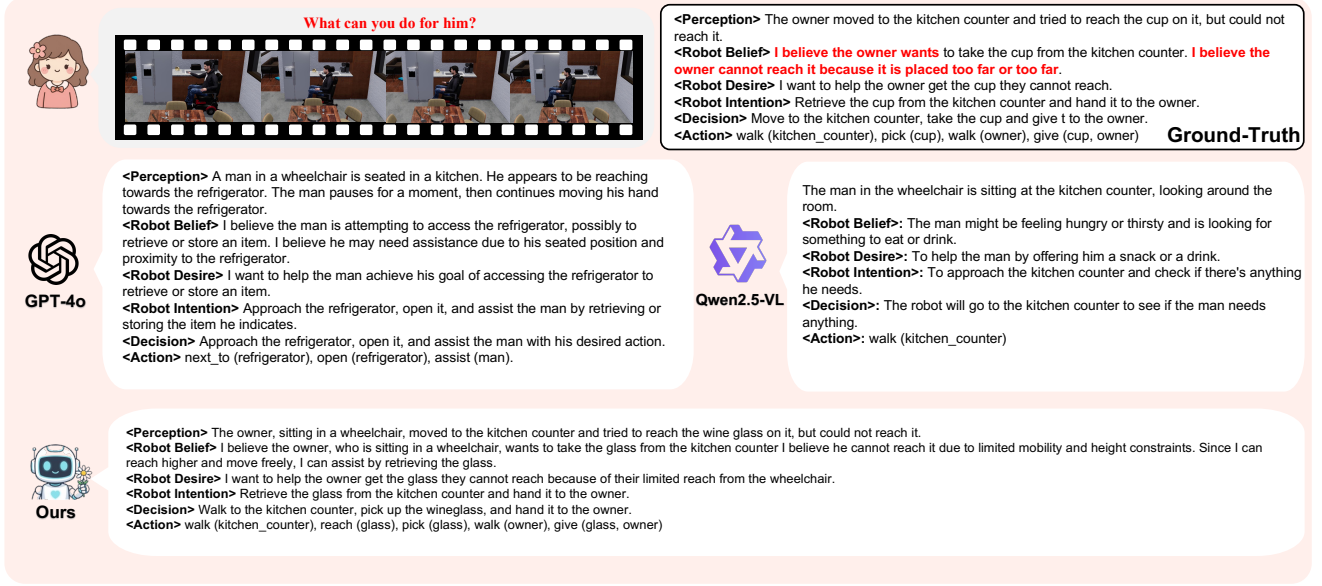 What can you do for him?
<Perception> The owner moved to the kitchen counter and tried to reach the cup on it, but could not
reach it.
<Robot Belief> I believe the owner wants to take the cup from the kitchen counter. I believe the
owner cannot reach it because it is placed too far or too far.
<Robot Desire> I want to help the owner get the cup they cannot reach.
<Robot Intention> Retrieve the cup from the kitchen counter and hand it to the owner.
<Decision> Move to the kitchen counter, take the cup and give t to the owner.
<Action> walk (kitchen_counter), pick (cup), walk (owner), give (cup, owner)
Ground-Truth
GPT-4o
<Perception> A man in a wheelchair is seated in a kitchen. He appears to be reaching
towards the refrigerator. The man pauses for a moment, then continues moving his hand
towards the refrigerator.
<Robot Belief> I believe the man is attempting to access the refrigerator, possibly to
retrieve or store an item. I believe he may need assistance due to his seated position and
proximity to the refrigerator.
<Robot Desire> I want to help the man achieve his goal of accessing the refrigerator to
retrieve or store an item.
<Robot Intention> Approach the refrigerator, open it, and assist the man by retrieving or
storing the item he indicates.
<Decision> Approach the refrigerator, open it, and assist the man with his desired action.
<Action> next_to (refrigerator), open (refrigerator), assist (man).
Qwen2.5-VL
The man in the wheelchair is sitting at the kitchen counter, looking around the
room.
<Robot Belief>: The man might be feeling hungry or thirsty and is looking for
something to eat or drink.
<Robot Desire>: To help the man by offering him a snack or a drink.
<Robot Intention>: To approach the kitchen counter and check if there's anything
he needs.
<Decision>: The robot will go to the kitchen counter to see if the man needs
anything.
<Action>: walk (kitchen_counter)
Ours
<Perception> The owner, sitting in a wheelchair, moved to the kitchen counter and tried to reach the wine glass on it, but could not reach it.
<Robot Belief> I believe the owner, who is sitting in a wheelchair, wants to take the glass from the kitchen counter I believe he cannot reach it due to limited mobility and height constraints. Since I can
reach higher and move freely, I can assist by retrieving the glass.
<Robot Desire> I want to help the owner get the glass they cannot reach because of their limited reach from the wheelchair.
<Robot Intention> Retrieve the glass from the kitchen counter and hand it to the owner.
<Decision> Walk to the kitchen counter, pick up the wineglass, and hand it to the owner.
<Action> walk (kitchen_counter), reach (glass), pick (glass), walk (owner), give (glass, owner)